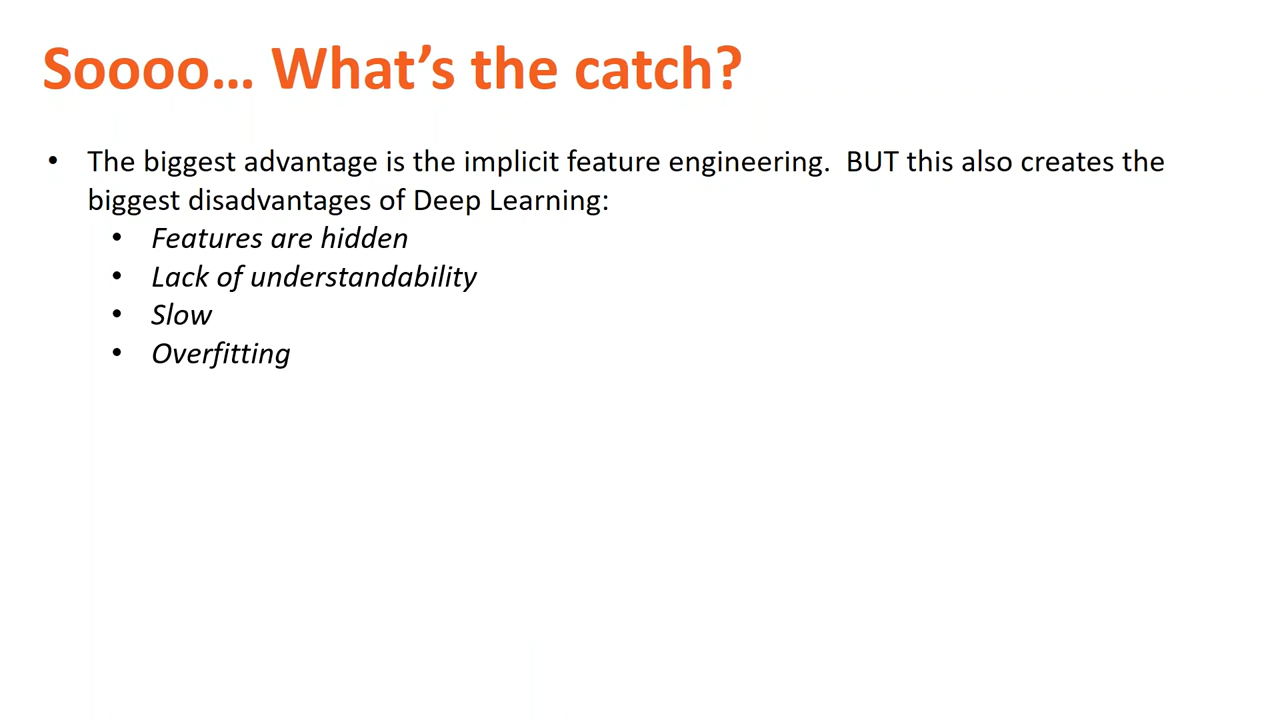 Soooo… What’s the catch?
• The biggest advantage is the implicit feature engineering.  BUT this also creates the
biggest disadvantages of Deep Learning:
• Features are hidden
• Lack of understandability
• Slow
• Overfitting